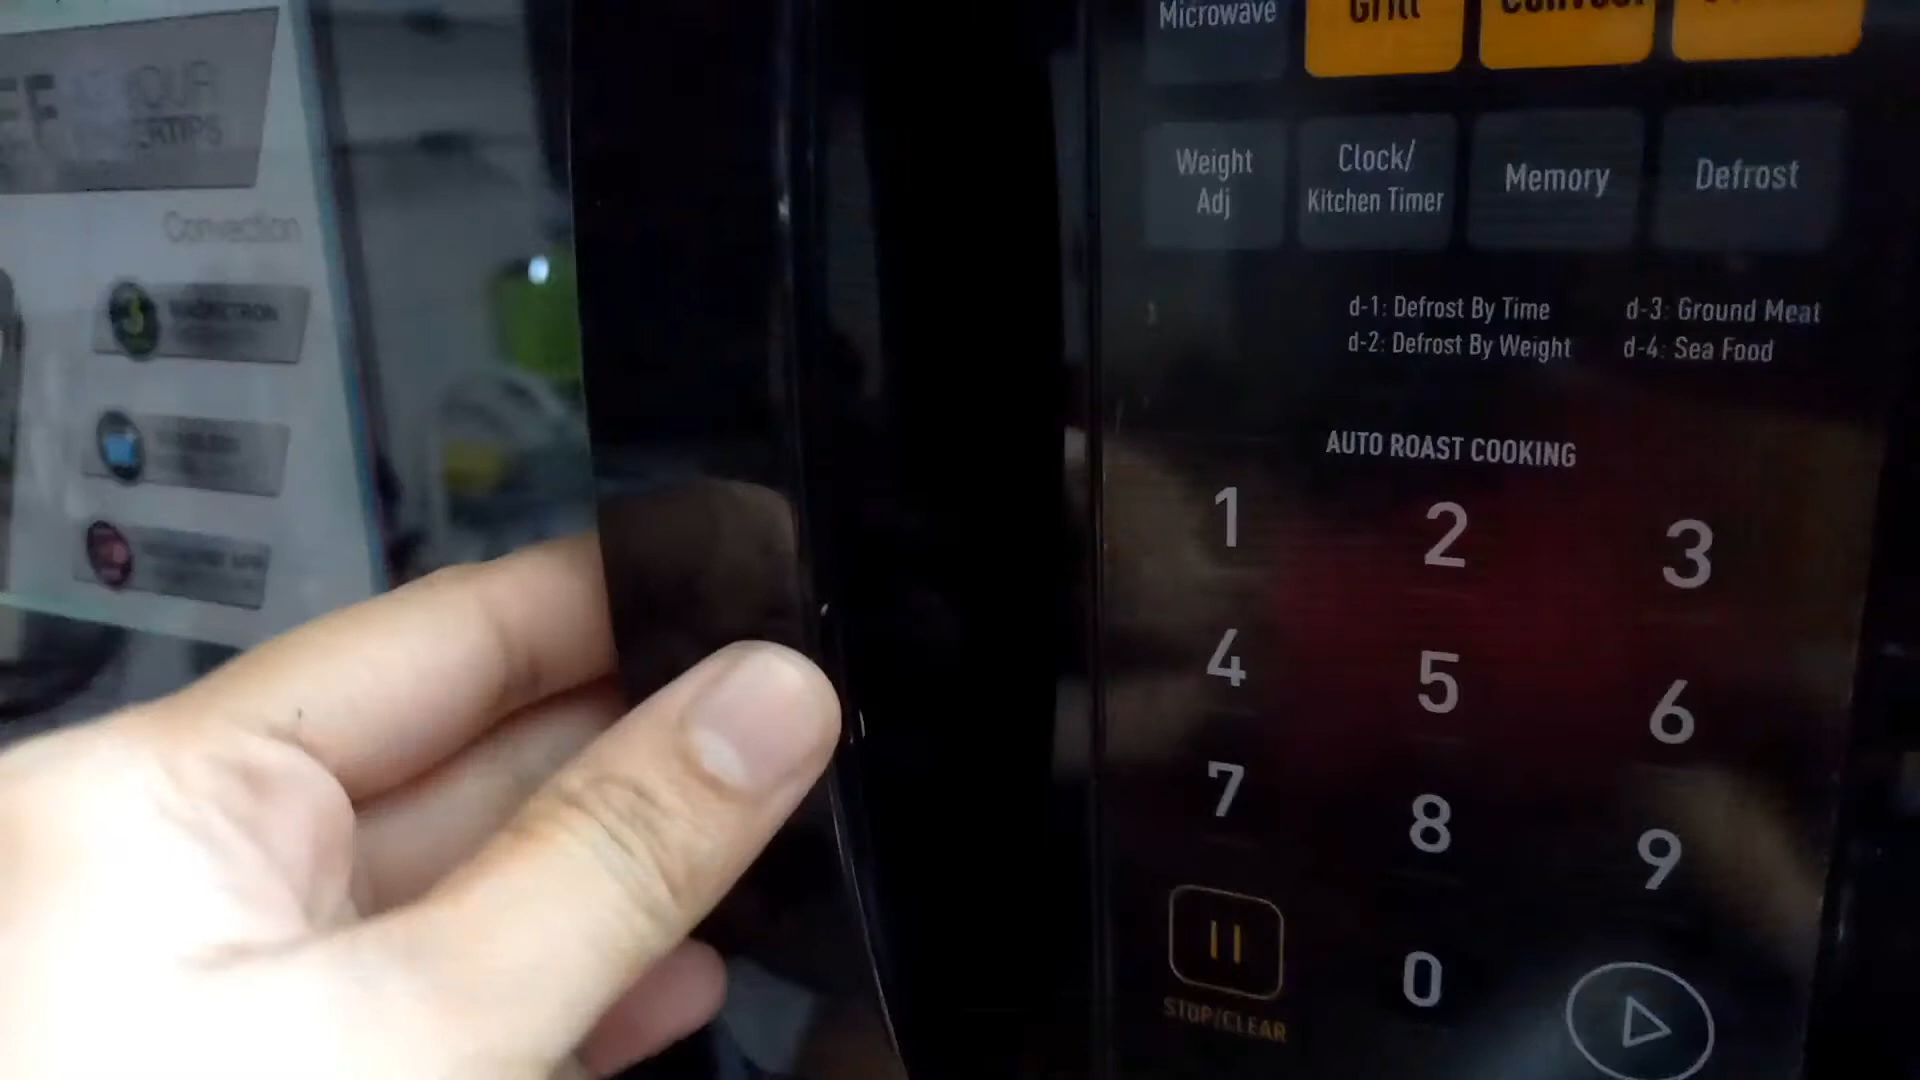 Microwave
Grill
Weight
Adj
Clock/
Kitchen Timer
Memory
Defrost
d-1: Defrost By Time
d-2: Defrost By Weight
d-3: Ground Meat
d-4: Sea Food
AUTO ROAST COOKING
1 2 3
4 5 6
7 8 9
0
STOP/CLEAR
Convection